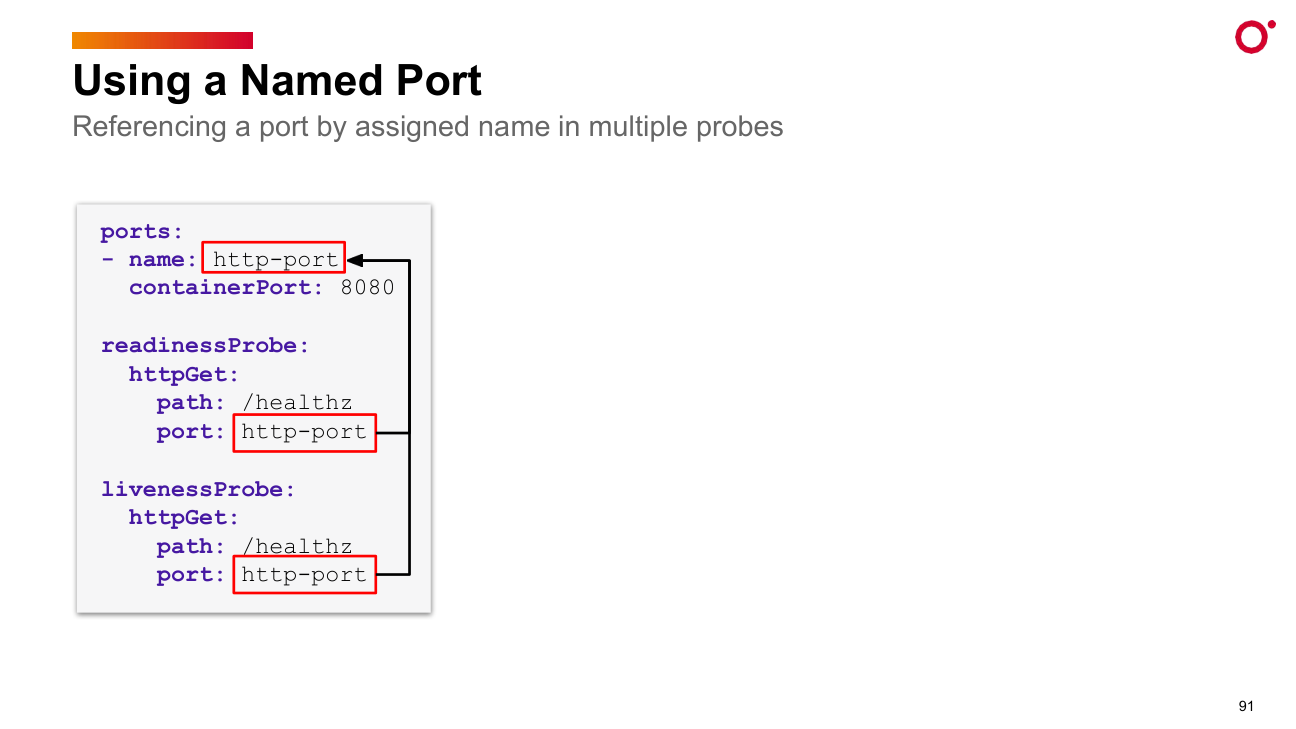 Using a Named Port
Referencing a port by assigned name in multiple probes
ports:
- name: http-port
  containerPort: 8080
readinessProbe:
  httpGet:
    path: /healthz
    port: http-port
livenessProbe:
  httpGet:
    path: /healthz
    port: http-port
91